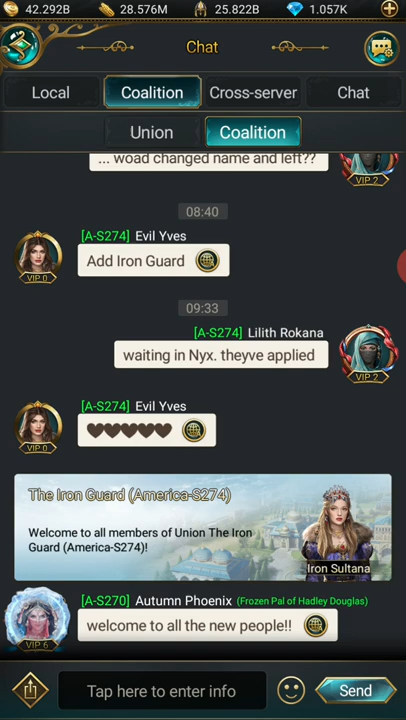 42.292B
28.576M
25.822B
1.057K
Chat
Local
Coalition
Cross-server
Chat
Union
Coalition
... woad changed name and left??
VIP 2
08:40
[A-S274] Evil Yves
Add Iron Guard
VIP 0
09:33
[A-S274] Lilith Rokana
waiting in Nyx. theyve applied
VIP 2
[A-S274] Evil Yves
VIP 0
The Iron Guard (America-S274)
Welcome to all members of Union The Iron
Guard (America-S274)!
Iron Sultana
[A-S270] Autumn Phoenix (Frozen Pal of Hadley Douglas)
welcome to all the new people!!
VIP 6
Tap here to enter info
Send